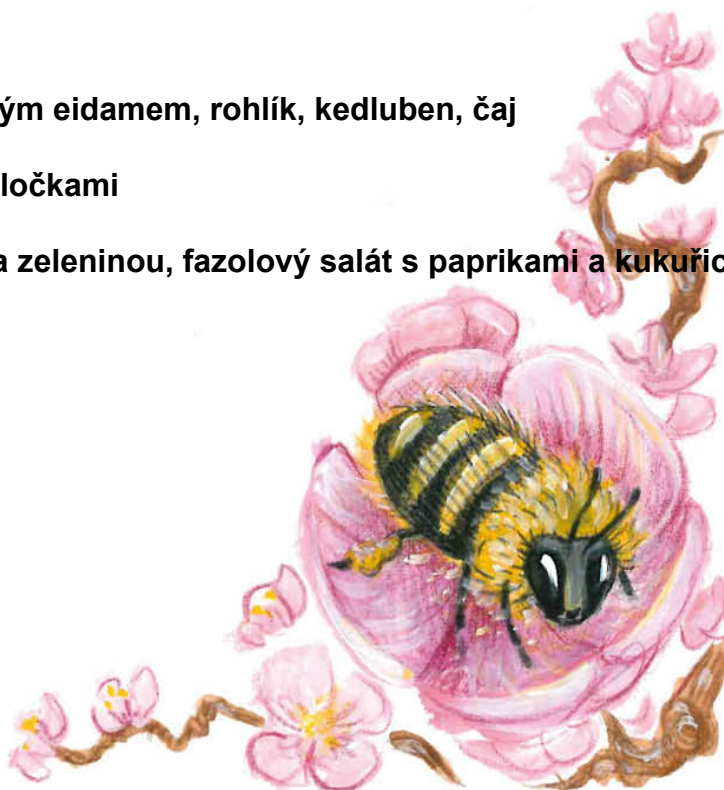 ým eidamem, rohlík, kedluben, čaj
ločkami
a zeleninou, fazolový salát s paprikami a kukuřic